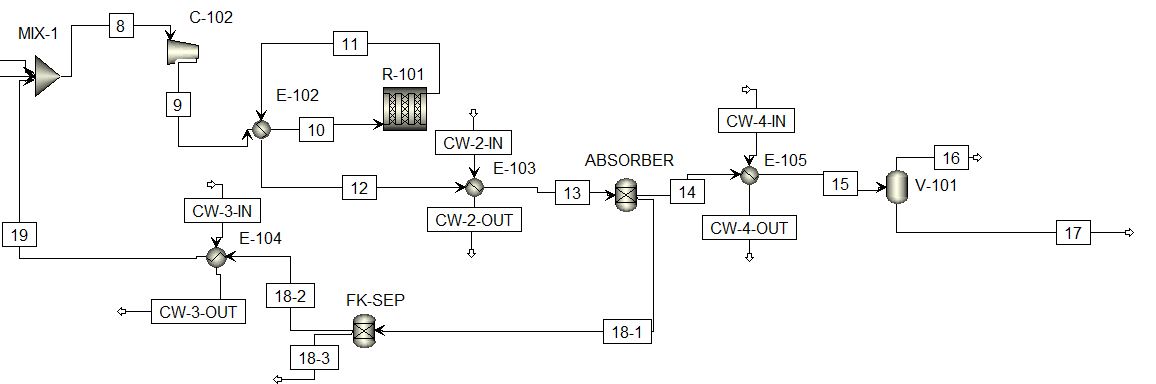 MIX-1
8
C-102
9
11
R-101
E-102
10
CW-2-IN
E-103
12
CW-2-OUT
13
ABSORBER
14
CW-4-IN
E-105
CW-4-OUT
15
16
V-101
17
CW-3-IN
19
E-104
18-2
CW-3-OUT
FK-SEP
18-1
18-3